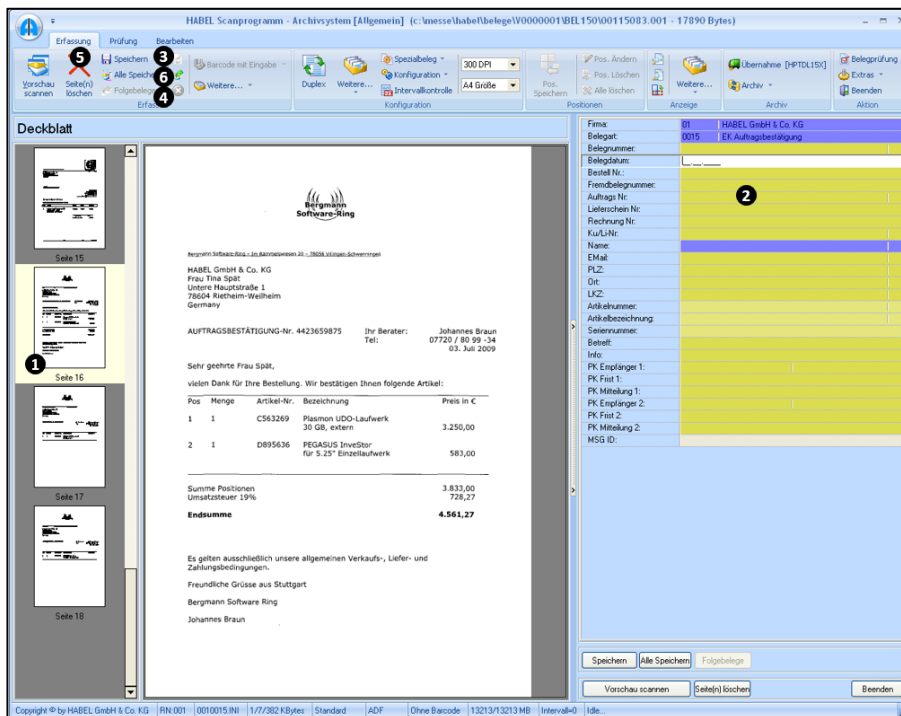 HABEL Scanprogramm - Archivsystem [Allgemein] (c:\messe\habel\belege\V0000001\BEL150\00115083.001 - 17890 Bytes)
Erfassung Prüfung Bearbeiten
Vorschau scannen
5
Seite(n) löschen
Speichern 3
Alle Speiche 6
Folgebelege 4
Barcode mit Eingabe
Weitere...
Duplex
Weitere...
Spezialbeleg
Konfiguration
Intervallkontrolle
300 DPI
A4 Größe
Pos. Speichern
Pos. Ändern
Pos. Löschen
Alle löschen
Weitere...
Übernahme [HPTDL15X]
Archiv
Belegprüfung
Extras
Beenden
Konfiguration
Positionen
Anzeige
Archiv
Aktion
Deckblatt
Seite 15
1
Seite 16
Seite 17
Seite 18
Bergmann
Software-Ring
HABEL GmbH & Co. KG
Frau Tina Spät
Untere Hauptstraße 1
78604 Rietheim-Weilheim
Germany
AUFTRAGSBESTÄTIGUNG-Nr. 4423659875 Ihr Berater: Johannes Braun
Tel: 07720 / 80 99 -34
03. Juli 2009
Sehr geehrte Frau Spät,
vielen Dank für Ihre Bestellung. Wir bestätigen Ihnen folgende Artikel:
Pos Menge Artikel-Nr. Bezeichnung Preis in €
1 1 C563269 Plasmon UDO-Laufwerk
30 GB, extern 3.250,00
2 1 D895636 PEGASUS InveStor
für 5.25" Einzellaufwerk 583,00
Summe Positionen 3.833,00
Umsatzsteuer 19% 728,27
Endsumme 4.561,27
Es gelten ausschließlich unsere allgemeinen Verkaufs-, Liefer- und
Zahlungsbedingungen.
Freundliche Grüsse aus Stuttgart
Bergmann Software Ring
Johannes Braun
Firma: 01 HABEL GmbH & Co. KG
Belegart: 0015 EK Auftragsbestätigung
Belegnummer:
Belegdatum: __.__.____
Bestell Nr.:
Fremdbelegnummer:
Auftrags Nr: 2
Lieferschein Nr:
Rechnung Nr:
Ku/Li-Nr:
Name:
EMail:
PLZ:
Ort:
LKZ:
Artikelnummer:
Artikelbezeichnung:
Seriennummer:
Betreff:
Info:
PK Empfänger 1:
PK Frist 1:
PK Mitteilung 1:
PK Empfänger 2:
PK Frist 2:
PK Mitteilung 2:
MSG ID:
Speichern Alle Speichern Folgebelege
Vorschau scannen Seite(n) löschen Beenden
Copyright © by HABEL GmbH & Co. KG RN:001 0010015.INI 1/7/382 KBytes Standard ADF Ohne Barcode 13213/13213 MB Intervall=0 Idle...